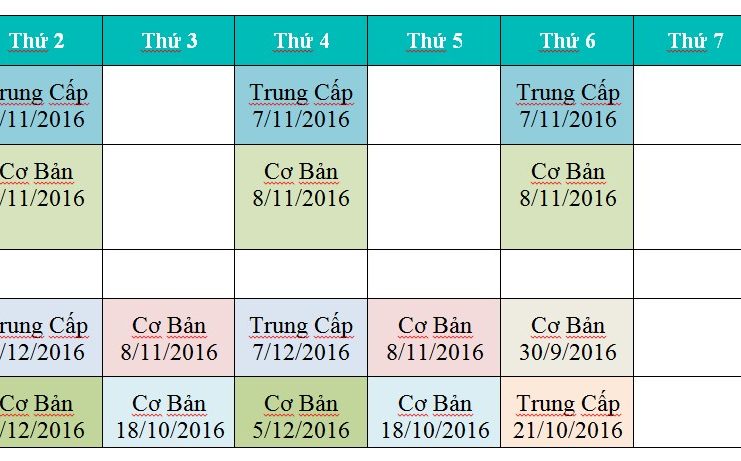 Thứ 2 Thứ 3 Thứ 4 Thứ 5 Thứ 6 Thứ 7
rung Cấp Trung Cấp Trung Cấp
/11/2016 7/11/2016 7/11/2016
Cơ Bản Cơ Bản Cơ Bản
/11/2016 8/11/2016 8/11/2016
rung Cấp Cơ Bản Trung Cấp Cơ Bản Cơ Bản
/12/2016 8/11/2016 7/12/2016 8/11/2016 30/9/2016
Cơ Bản Cơ Bản Cơ Bản Cơ Bản Trung Cấp
/12/2016 18/10/2016 5/12/2016 18/10/2016 21/10/2016